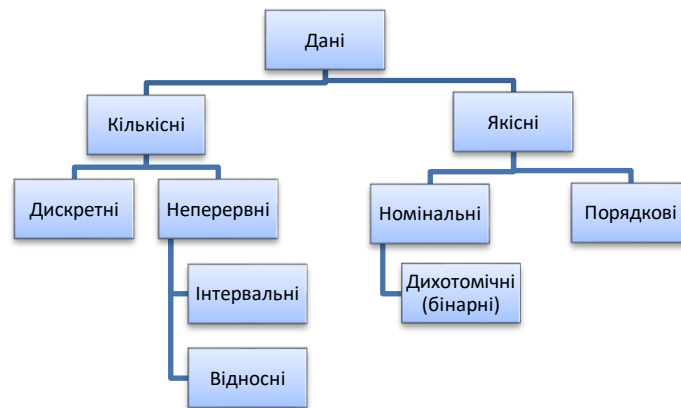 Дані
Кількісні
Якісні
Дискретні
Неперервні
Номінальні
Порядкові
Інтервальні
Дихотомічні
(бінарні)
Відносні